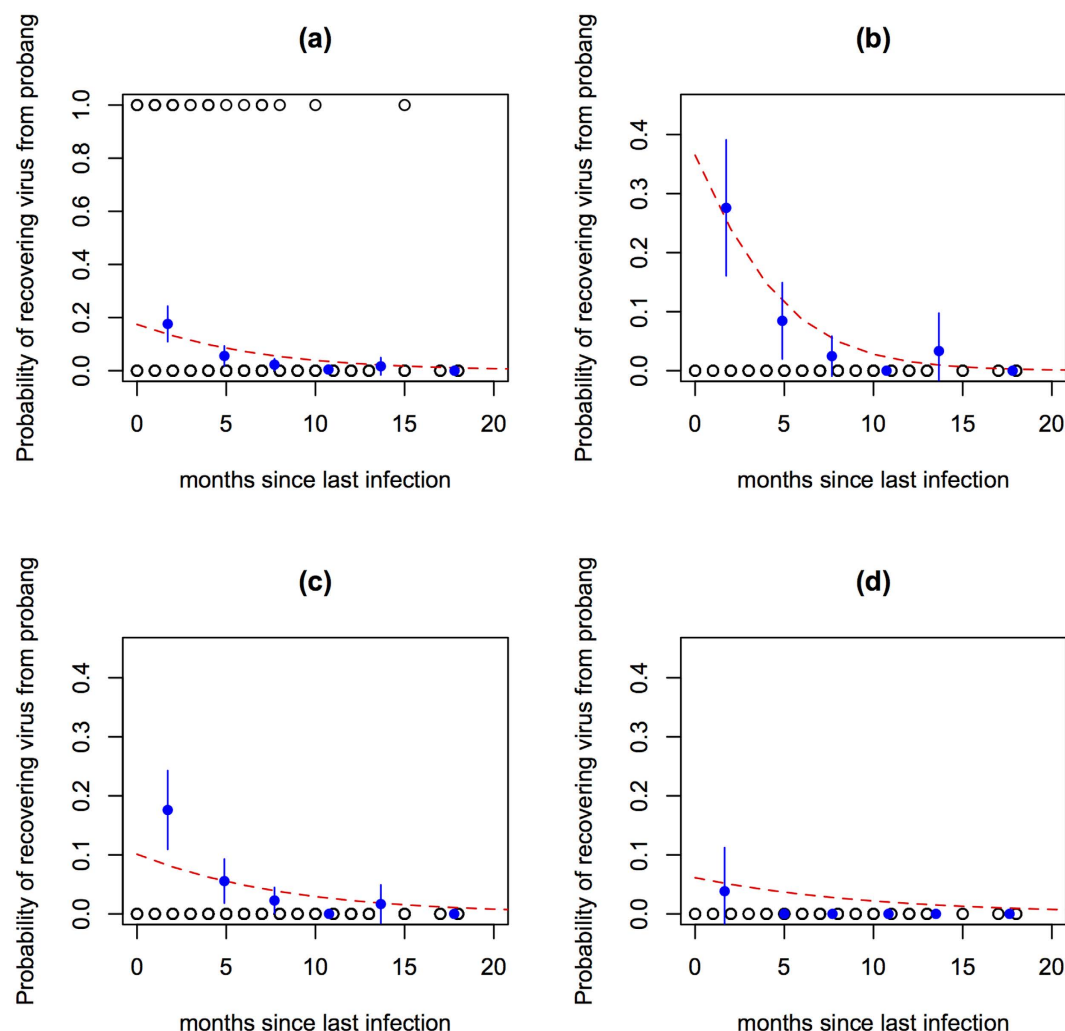 (a)
Probability of recovering virus from probang
1.0
0.8
0.6
0.4
0.2
0.0
0 5 10 15 20
months since last infection
(b)
Probability of recovering virus from probang
0.4
0.3
0.2
0.1
0.0
0 5 10 15 20
months since last infection
(c)
Probability of recovering virus from probang
0.4
0.3
0.2
0.1
0.0
0 5 10 15 20
months since last infection
(d)
Probability of recovering virus from probang
0.4
0.3
0.2
0.1
0.0
0 5 10 15 20
months since last infection